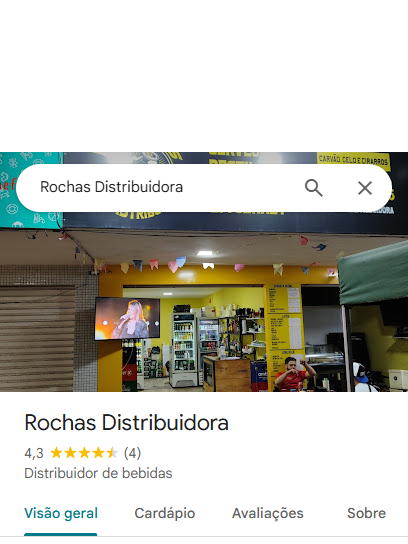 CARVÃO, GELO E CIGARROS
Rochas Distribuidora
Rochas Distribuidora
4,3 (4)
Distribuidor de bebidas
Visão geral
Cardápio
Avaliações
Sobre